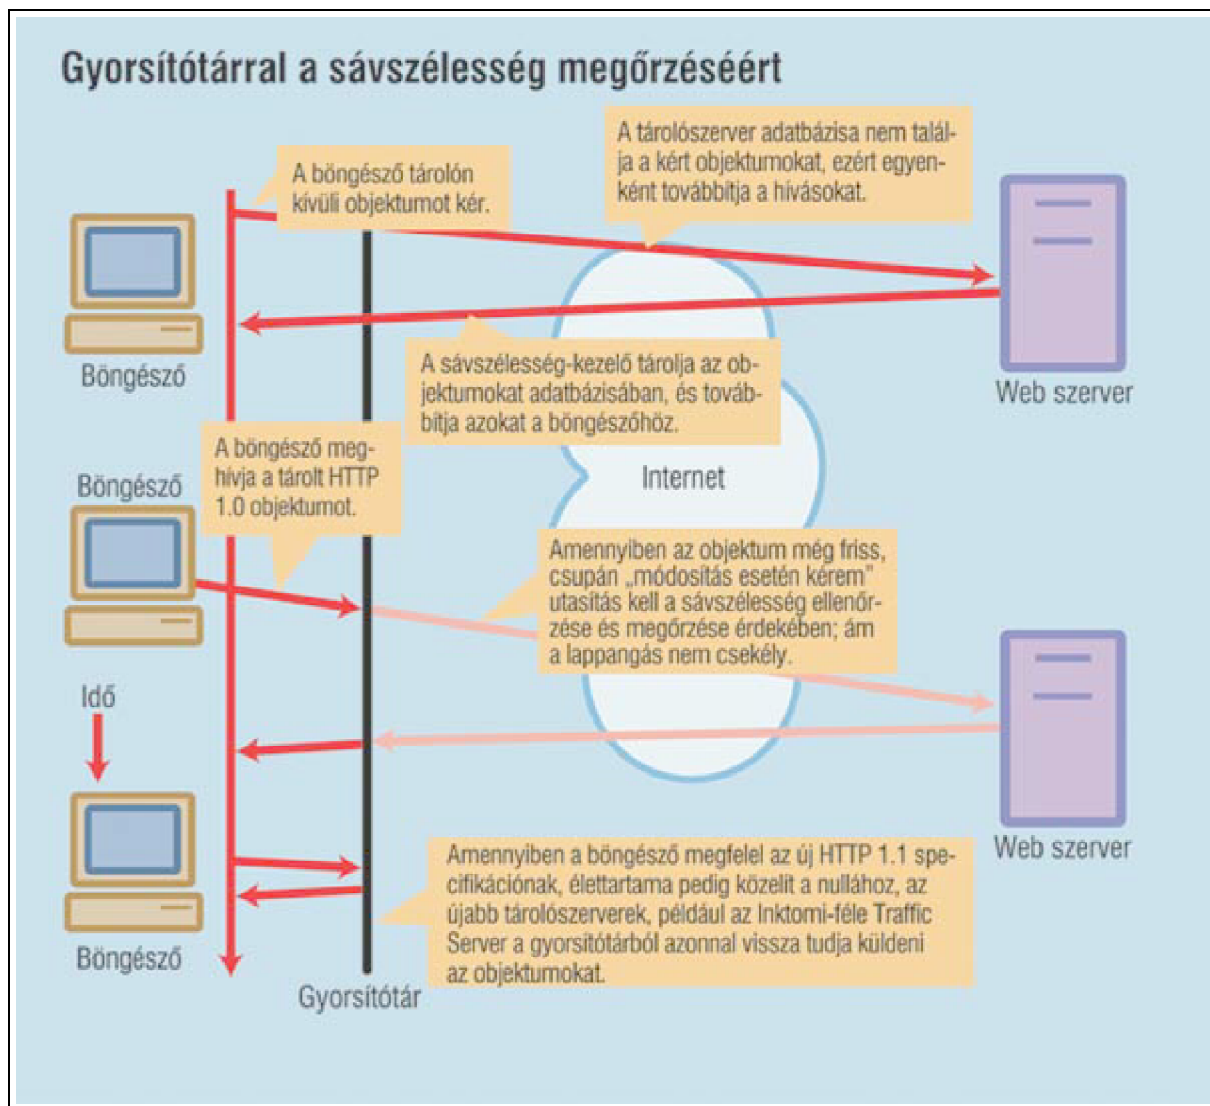 Gyorsítótárral a sávszélesség megőrzéséért
A böngésző tárolón
kívüli objektumot kér.
A tárolószerver adatbázisa nem talál-
ja a kért objektumokat, ezért egyen-
ként továbbítja a hívásokat.
Böngésző
Web szerver
A sávszélesség-kezelő tárolja az ob-
jektumokat adatbázisában, és továb-
bítja azokat a böngészőhöz.
A böngésző meg-
hívja a tárolt HTTP
1.0 objektumot.
Böngésző
Internet
Amennyiben az objektum még friss,
csupán „módosítás esetén kérem”
utasítás kell a sávszélesség ellenőr-
zése és megőrzése érdekében; ám
a lappangás nem csekély.
Idő
Web szerver
Amennyiben a böngésző megfelel az új HTTP 1.1 spe-
cifikációnak, élettartama pedig közelít a nullához, az
újabb tárolószerverek, például az Inktomi-féle Traffic
Server a gyorsítótárból azonnal vissza tudja küldeni
az objektumokat.
Böngésző
Gyorsítótár